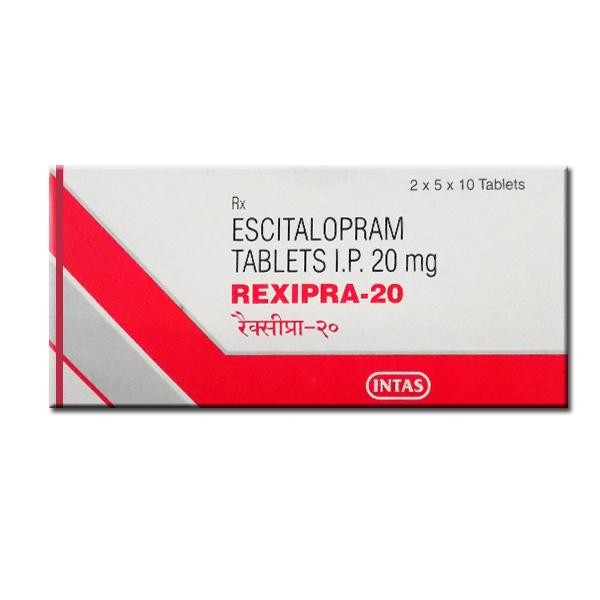 2 x 5 x 10 Tablets
Rx
ESCITALOPRAM
TABLETS I.P. 20 mg
REXIPRA-20
रेक्सीप्रा-२०
INTAS